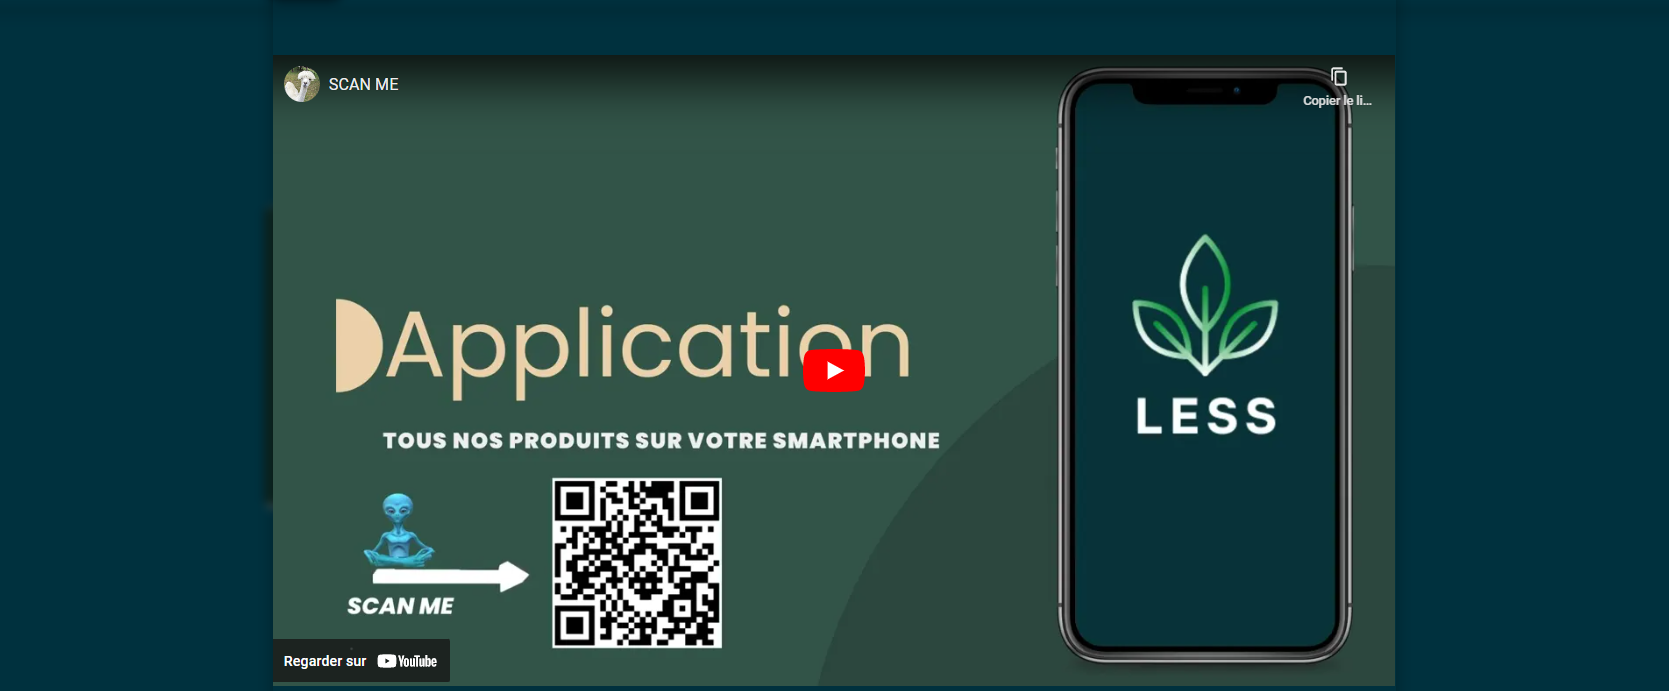 SCAN ME
Copier le li...
Application
TOUS NOS PRODUITS SUR VOTRE SMARTPHONE
SCAN ME
LESS
Regarder sur YouTube